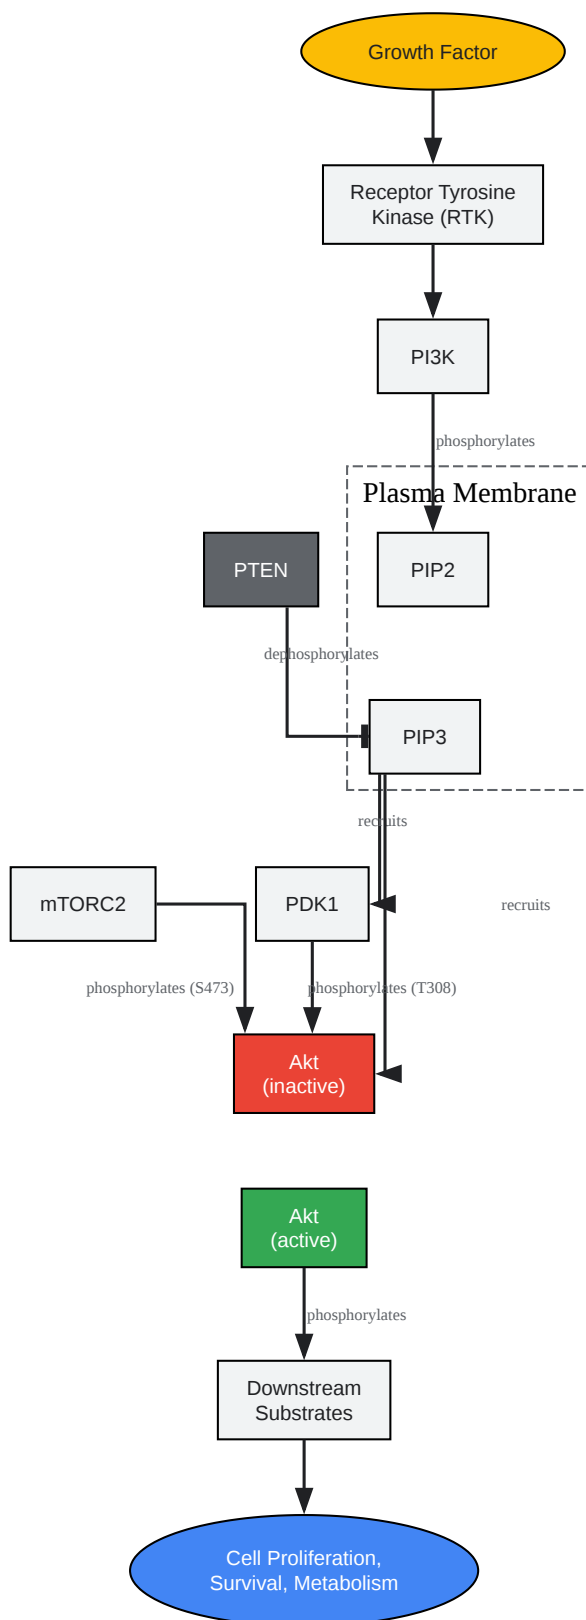 Growth Factor
Receptor Tyrosine
Kinase (RTK)
PI3K
phosphorylates
Plasma Membrane
PTEN
PIP2
dephosphorylates
PIP3
recruits
mTORC2
PDK1
recruits
phosphorylates (S473)
phosphorylates (T308)
Akt
(inactive)
Akt
(active)
phosphorylates
Downstream
Substrates
Cell Proliferation,
Survival, Metabolism